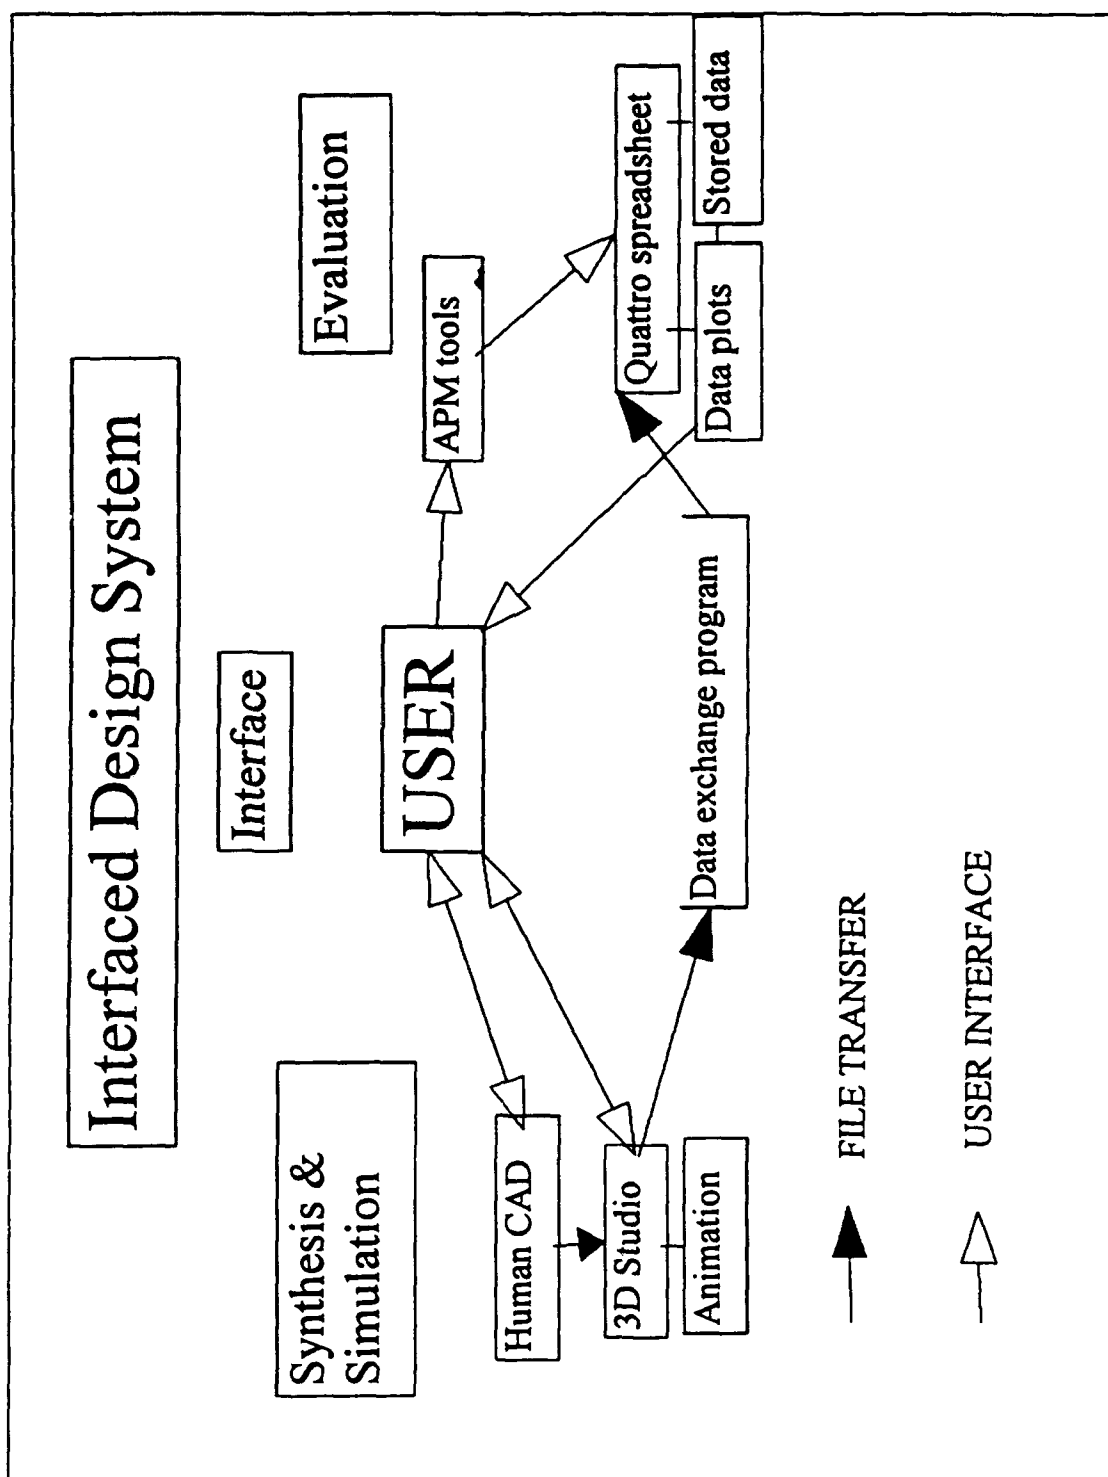 Interfaced Design System
Synthesis &
Simulation
Interface
Evaluation
Human CAD
USER
APM tools
3D Studio
Animation
Data exchange program
Quattro spreadsheet
Data plots
Stored data
FILE TRANSFER
USER INTERFACE